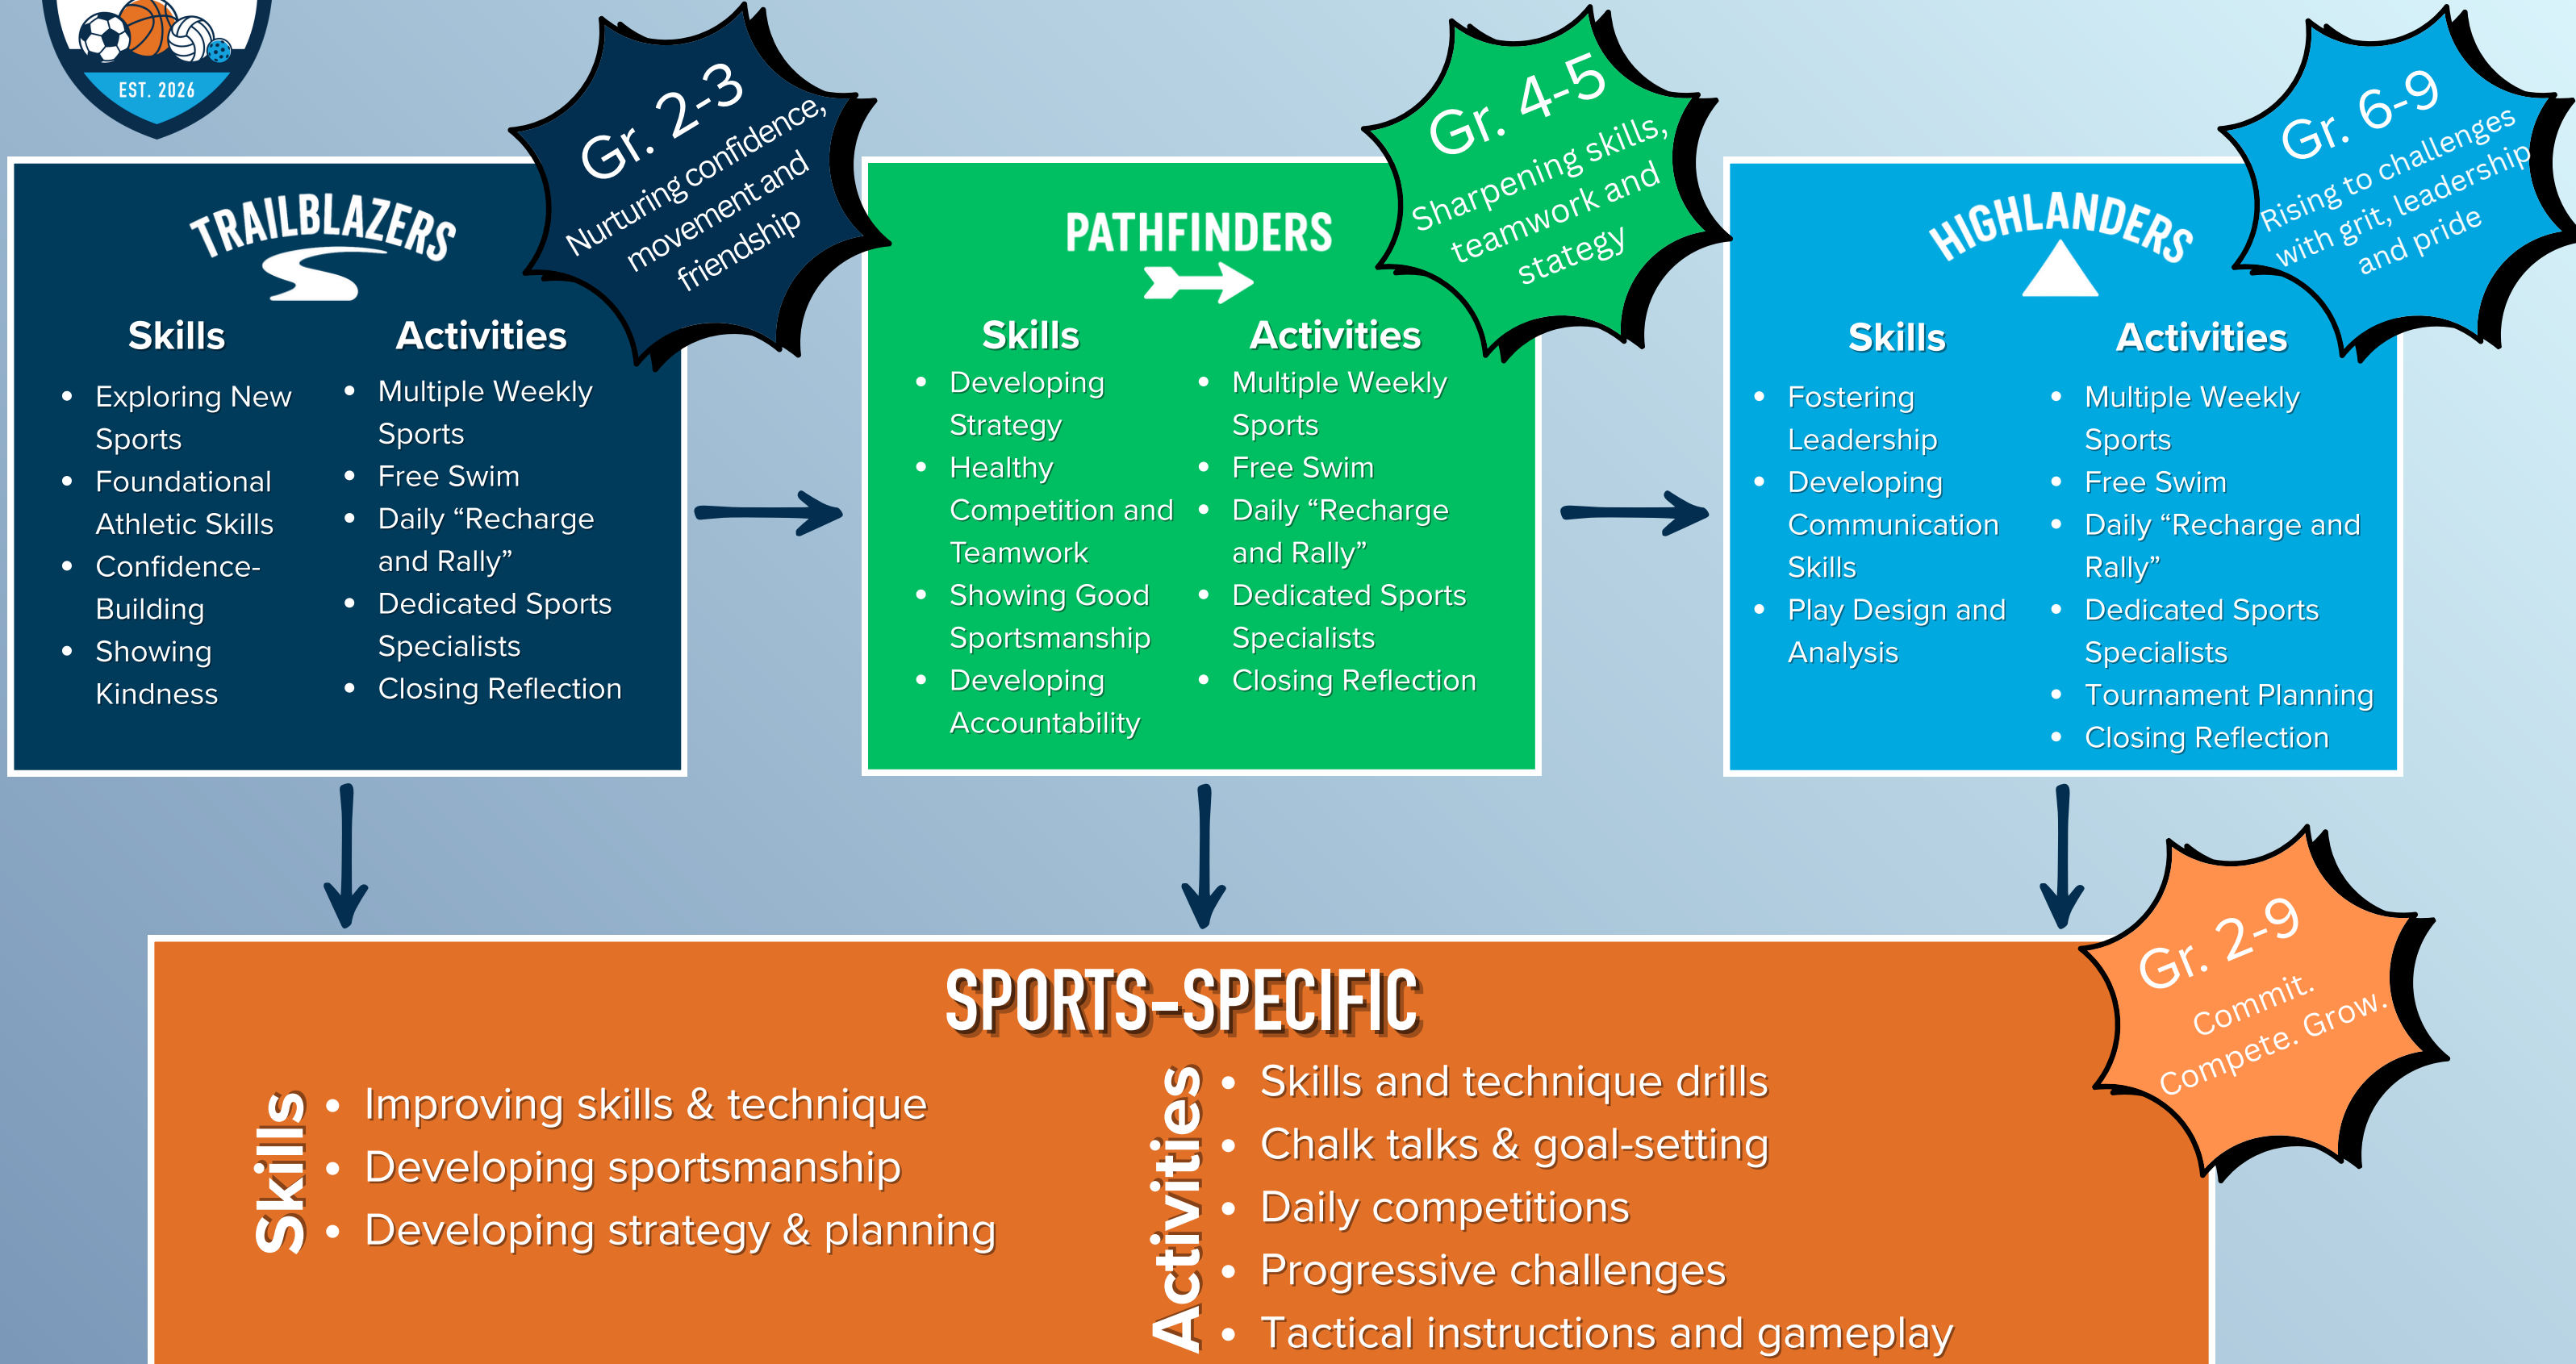 EST. 2026
Gr. 2-3
Nurturing confidence,
movement and
friendship
TRAILBLAZERS
Skills
• Exploring New
Sports
• Foundational
Athletic Skills
• Confidence-
Building
• Showing
Kindness
Activities
• Multiple Weekly
Sports
• Free Swim
• Daily “Recharge
and Rally”
• Dedicated Sports
Specialists
• Closing Reflection
Gr. 4-5
Sharpening skills,
teamwork and
stategy
PATHFINDERS
Skills
• Developing
Strategy
• Healthy
Competition and
Teamwork
• Showing Good
Sportsmanship
• Developing
Accountability
Activities
• Multiple Weekly
Sports
• Free Swim
• Daily “Recharge
and Rally”
• Dedicated Sports
Specialists
• Closing Reflection
Gr. 6-9
Rising to challenges
with grit, leadership
and pride
HIGHLANDERS
Skills
• Fostering
Leadership
• Developing
Communication
Skills
• Play Design and
Analysis
Activities
• Multiple Weekly
Sports
• Free Swim
• Daily “Recharge and
Rally”
• Dedicated Sports
Specialists
• Tournament Planning
• Closing Reflection
Gr. 2-9
Commit.
Compete. Grow.
SPORTS-SPECIFIC
Skills
• Improving skills & technique
• Developing sportsmanship
• Developing strategy & planning
Activities
• Skills and technique drills
• Chalk talks & goal-setting
• Daily competitions
• Progressive challenges
• Tactical instructions and gameplay